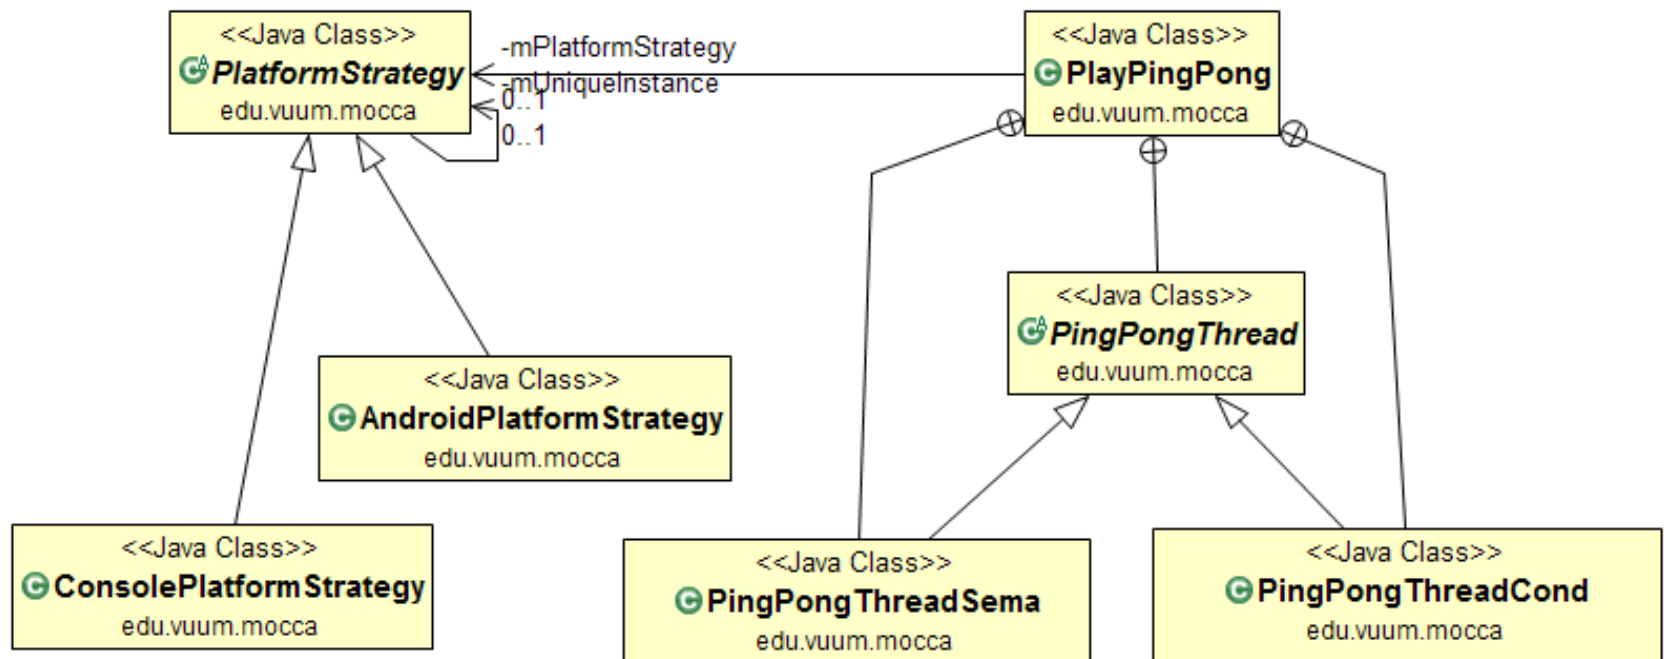 <<Java Class>>
PlatformStrategy
edu.vuum.mocca
-mPlatformStrategy
-mUniqueInstance
0..1
0..1
<<Java Class>>
PlayPingPong
edu.vuum.mocca
<<Java Class>>
PingPongThread
edu.vuum.mocca
<<Java Class>>
AndroidPlatformStrategy
edu.vuum.mocca
<<Java Class>>
ConsolePlatformStrategy
edu.vuum.mocca
<<Java Class>>
PingPongThreadSema
edu.vuum.mocca
<<Java Class>>
PingPongThreadCond
edu.vuum.mocca